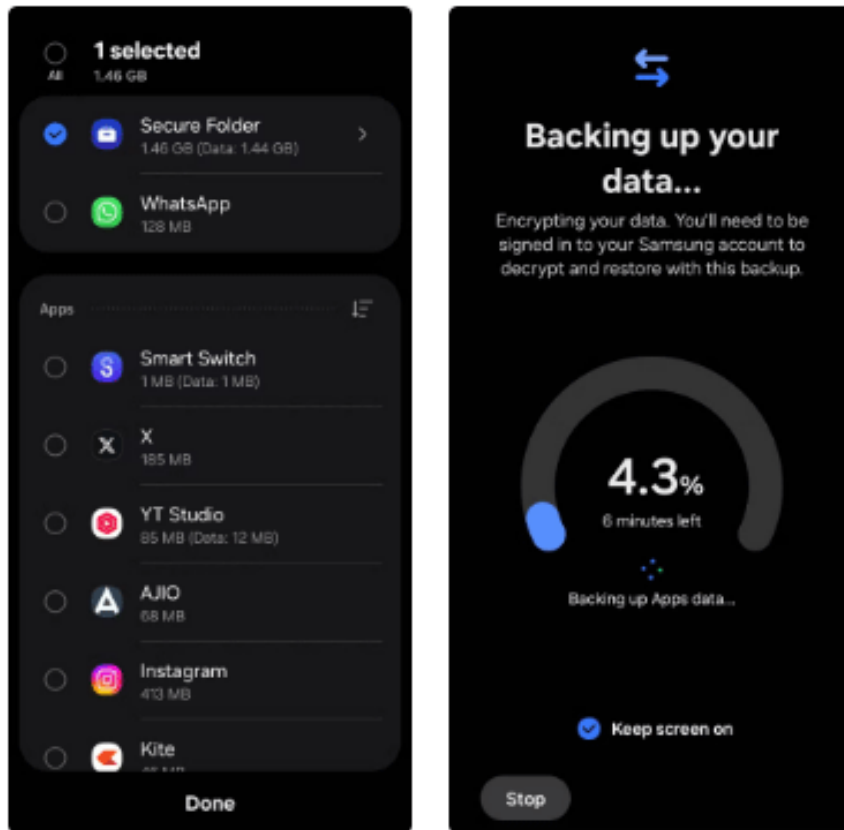 1 selected
All
1.46 GB
Secure Folder
1.46 GB (Data: 1.44 GB)
WhatsApp
128 MB
Apps
Smart Switch
1 MB (Data: 1 MB)
X
185 MB
YT Studio
85 MB (Data: 12 MB)
AJIO
68 MB
Instagram
413 MB
Kite
MB
Done
Backing up your
data...
Encrypting your data. You'll need to be
signed in to your Samsung account to
decrypt and restore with this backup.
4.3%
6 minutes left
Backing up Apps data...
Keep screen on
Stop